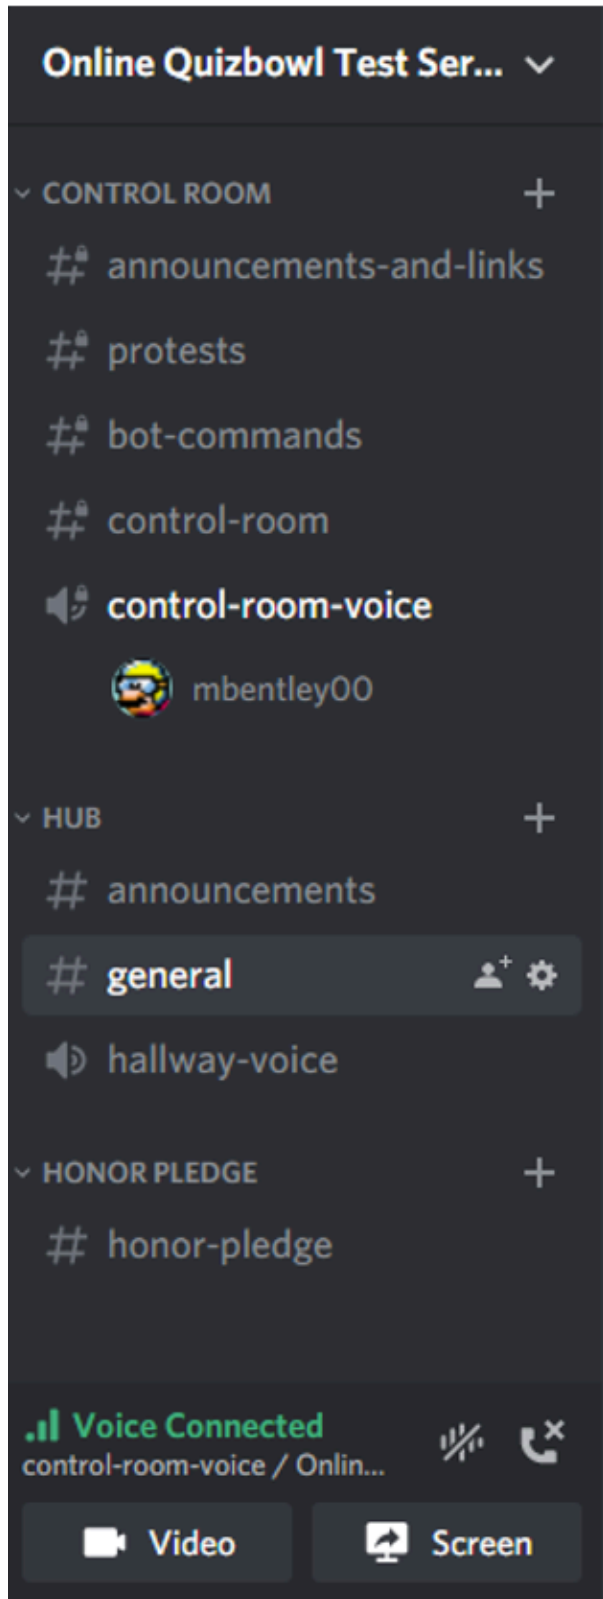 Online Quizbowl Test Ser...
CONTROL ROOM
announcements-and-links
protests
bot-commands
control-room
control-room-voice
mbentley00
HUB
announcements
general
hallway-voice
HONOR PLEDGE
honor-pledge
Voice Connected
control-room-voice / Onlin...
Video Screen